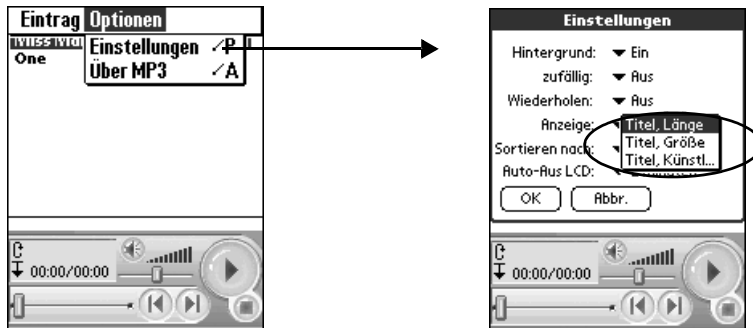 Eintrag Optionen
Einstellungen /P
Über MP3 /A
One
00:00/00:00
Einstellungen
Hintergrund: Ein
zufällig: Aus
Wiederholen: Aus
Anzeige: Titel, Länge
Titel, Größe
Titel, Künstl...
Sortieren nach:
Auto-Aus LCD:
OK Abbr.
00:00/00:00